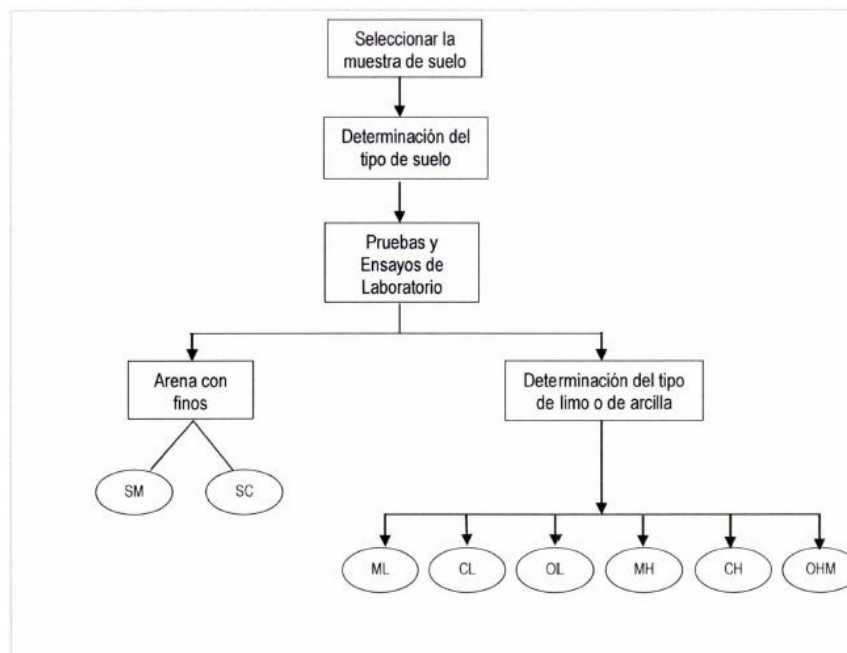 Seleccionar la
muestra de suelo
Determinación del
tipo de suelo
Pruebas y
Ensayos de
Laboratorio
Arena con
finos
Determinación del tipo
de limo o de arcilla
SM
SC
ML
CL
OIL
MH
CH
OHM